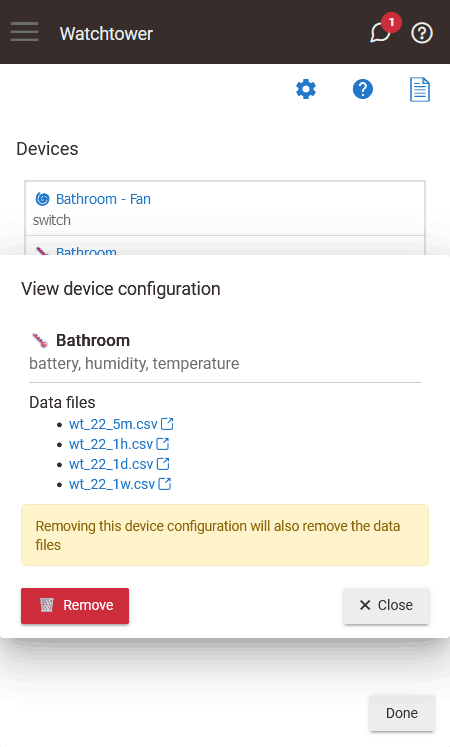 Watchtower
1
Devices
Bathroom - Fan
switch
Bathroom
View device configuration
Bathroom
battery, humidity, temperature
Data files
wt_22_5m.csv
wt_22_1h.csv
wt_22_1d.csv
wt_22_1w.csv
Removing this device configuration will also remove the data
files
Remove
Close
Done